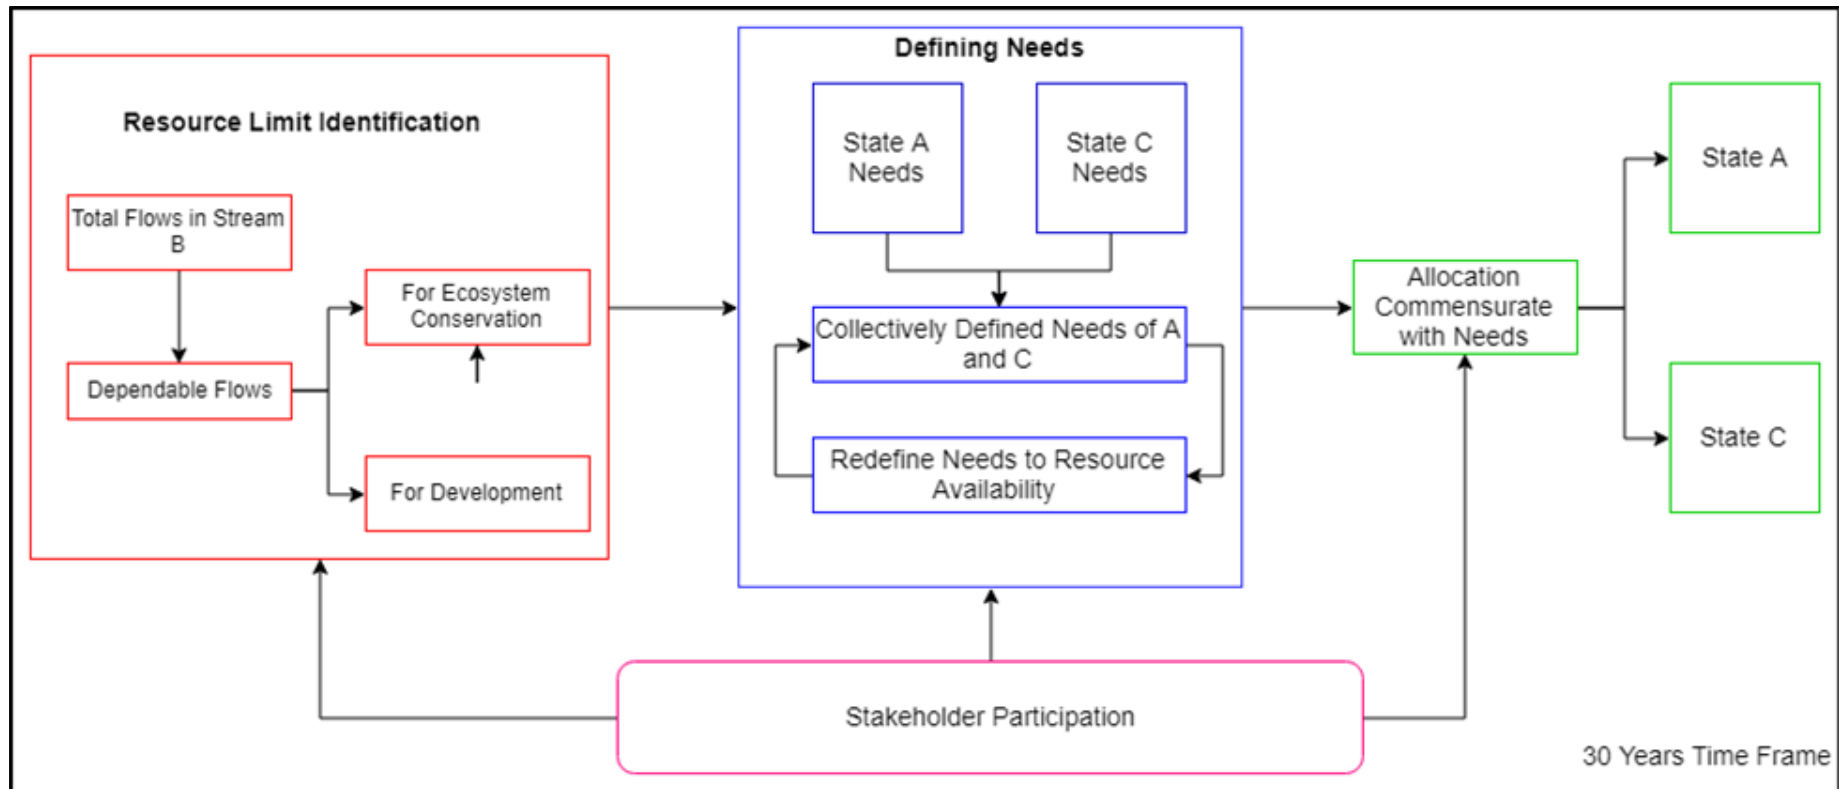 Resource Limit Identification
Total Flows in Stream
B
Dependable Flows
For Ecosystem
Conservation
For Development
Defining Needs
State A
Needs
State C
Needs
Collectively Defined Needs of A
and C
Redefine Needs to Resource
Availability
Allocation
Commensurate
with Needs
State A
State C
Stakeholder Participation
30 Years Time Frame